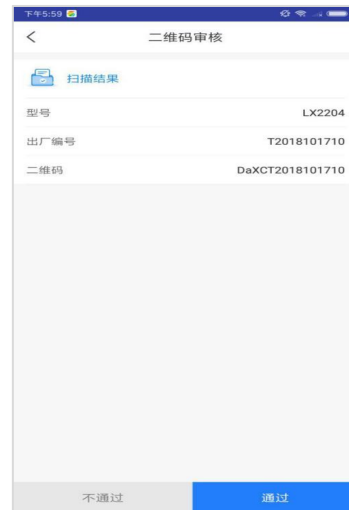 下午5:59
二维码审核
扫描结果
型号 LX2204
出厂编号 T2018101710
二维码 DaXCT2018101710
不通过 通过